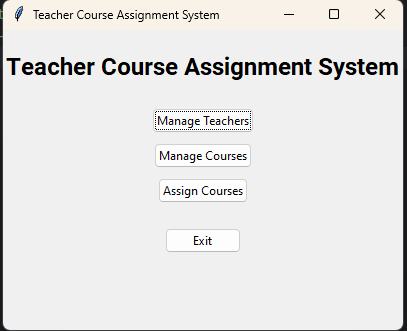 Teacher Course Assignment System
Teacher Course Assignment System
Manage Teachers
Manage Courses
Assign Courses
Exit